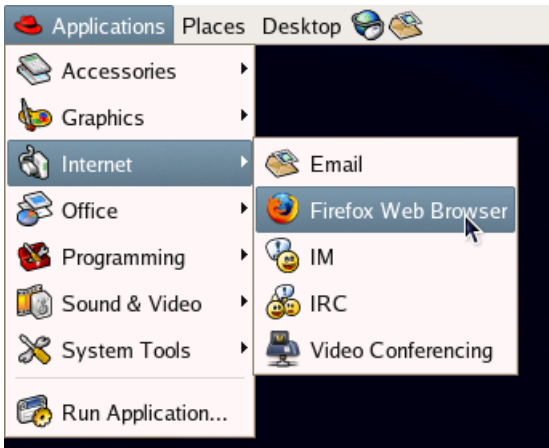 Applications Places Desktop
Accessories
Graphics
Internet
Office
Programming
Sound & Video
System Tools
Run Application...
Email
Firefox Web Browser
IM
IRC
Video Conferencing